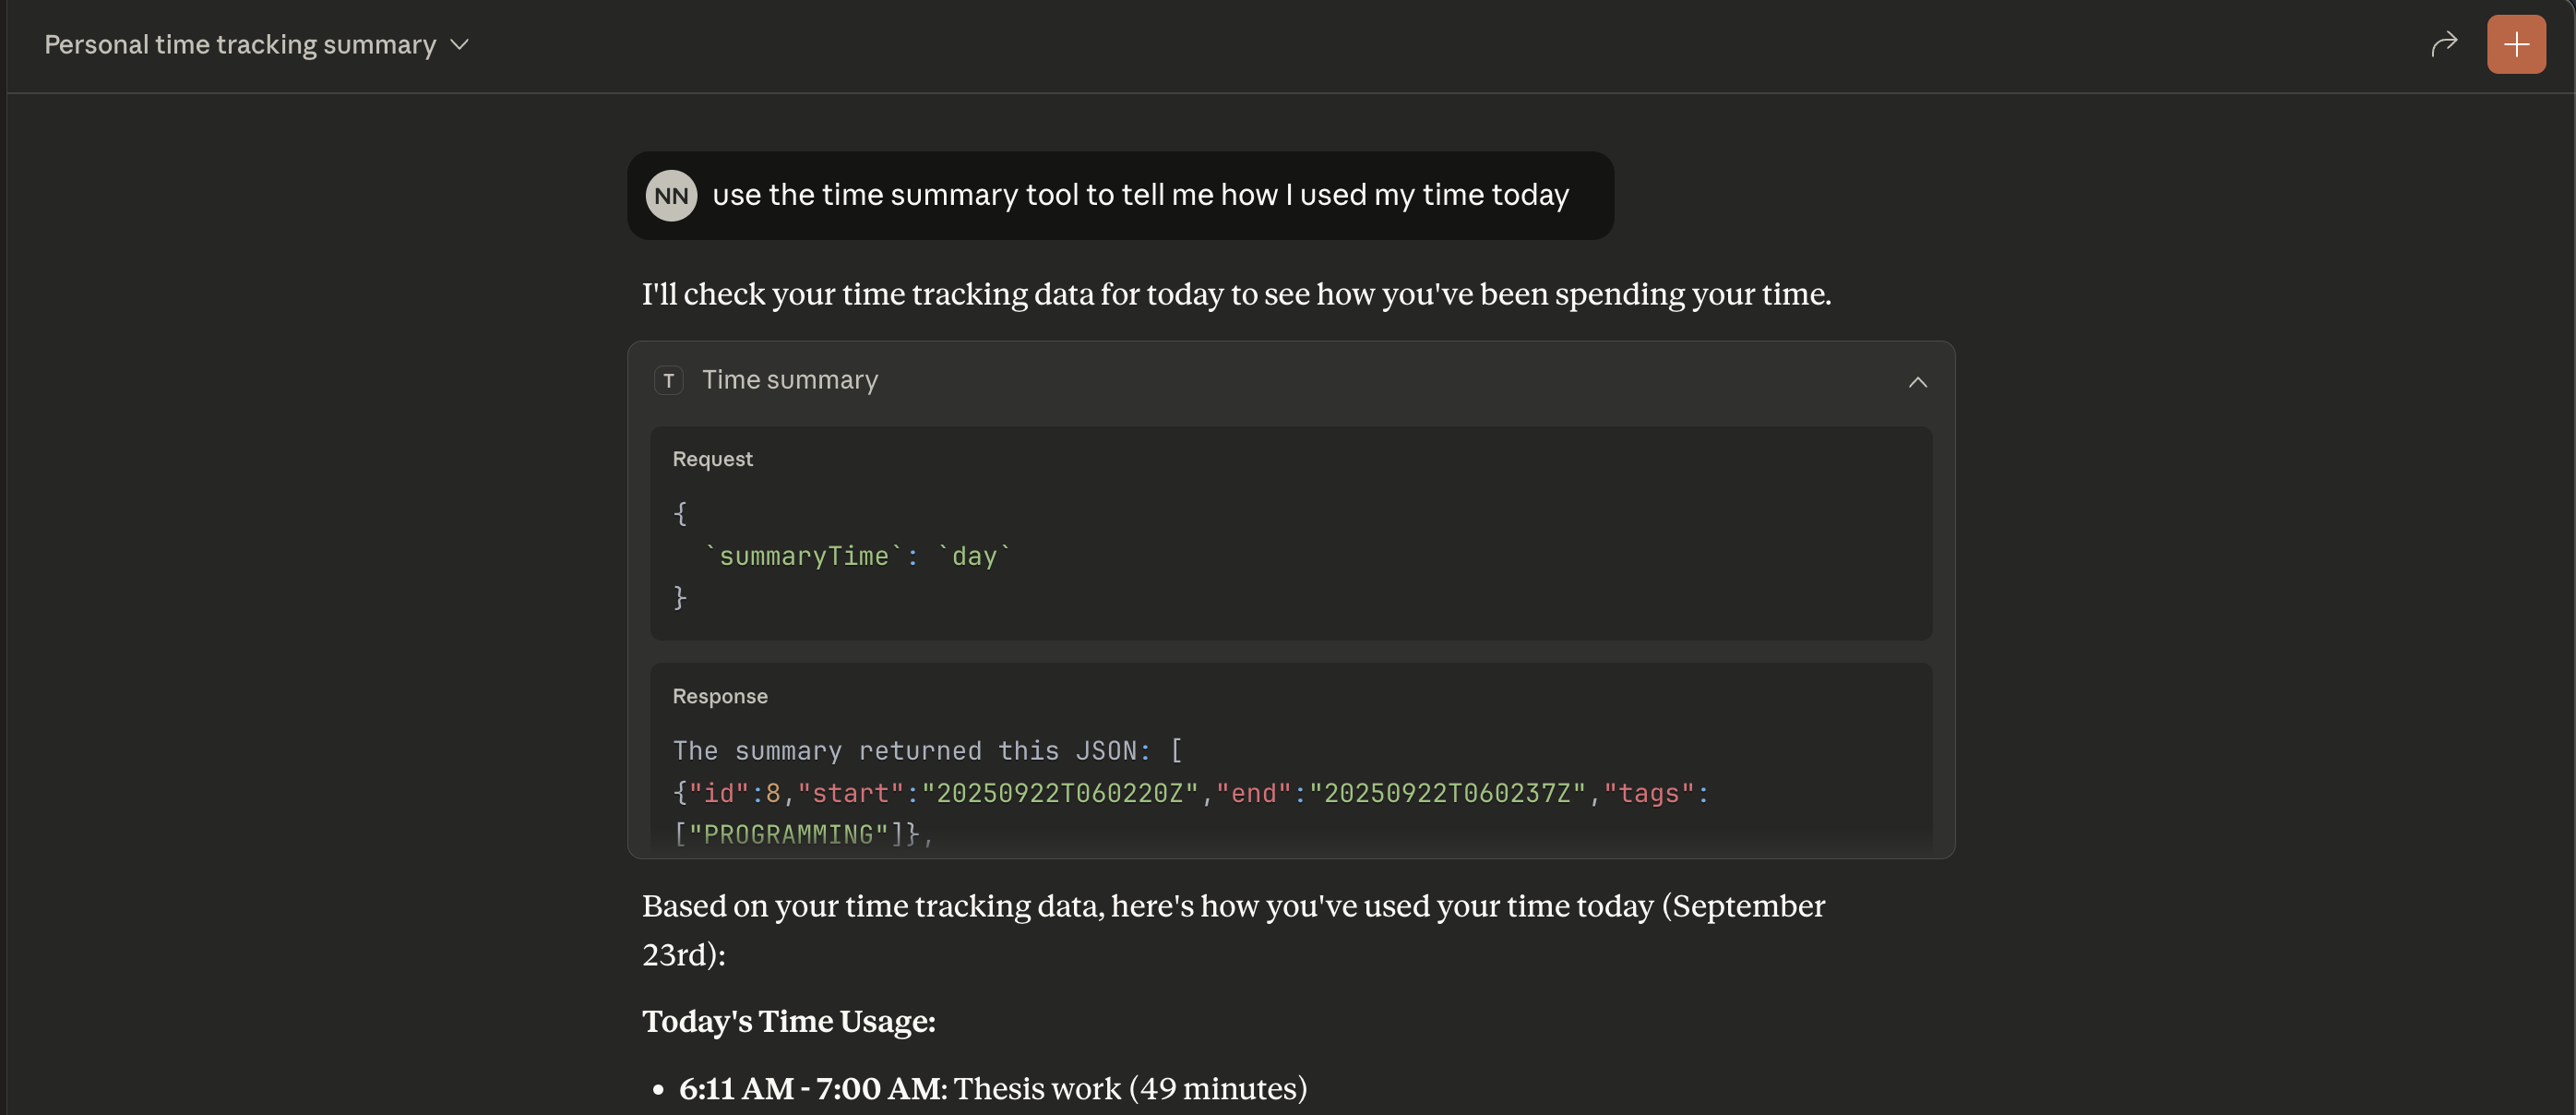 Personal time tracking summary
NN
use the time summary tool to tell me how I used my time today
I'll check your time tracking data for today to see how you've been spending your time.
T
Time summary
Request
{
`summaryTime`: `day`
}
Response
The summary returned this JSON: [
{"id":8,"start":"20250922T060220Z","end":"20250922T060237Z","tags":
["PROGRAMMING"]},
Based on your time tracking data, here's how you've used your time today (September
23rd):
Today's Time Usage:
• 6:11 AM - 7:00 AM: Thesis work (49 minutes)